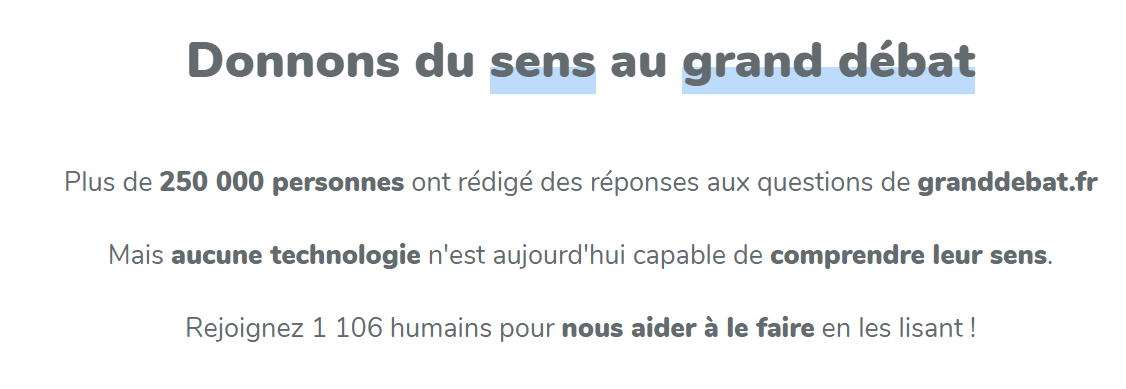 Donnons du sens au grand débat
Plus de 250 000 personnes ont rédigé des réponses aux questions de granddebat.fr
Mais aucune technologie n'est aujourd'hui capable de comprendre leur sens.
Rejoignez 1 106 humains pour nous aider à le faire en les lisant !